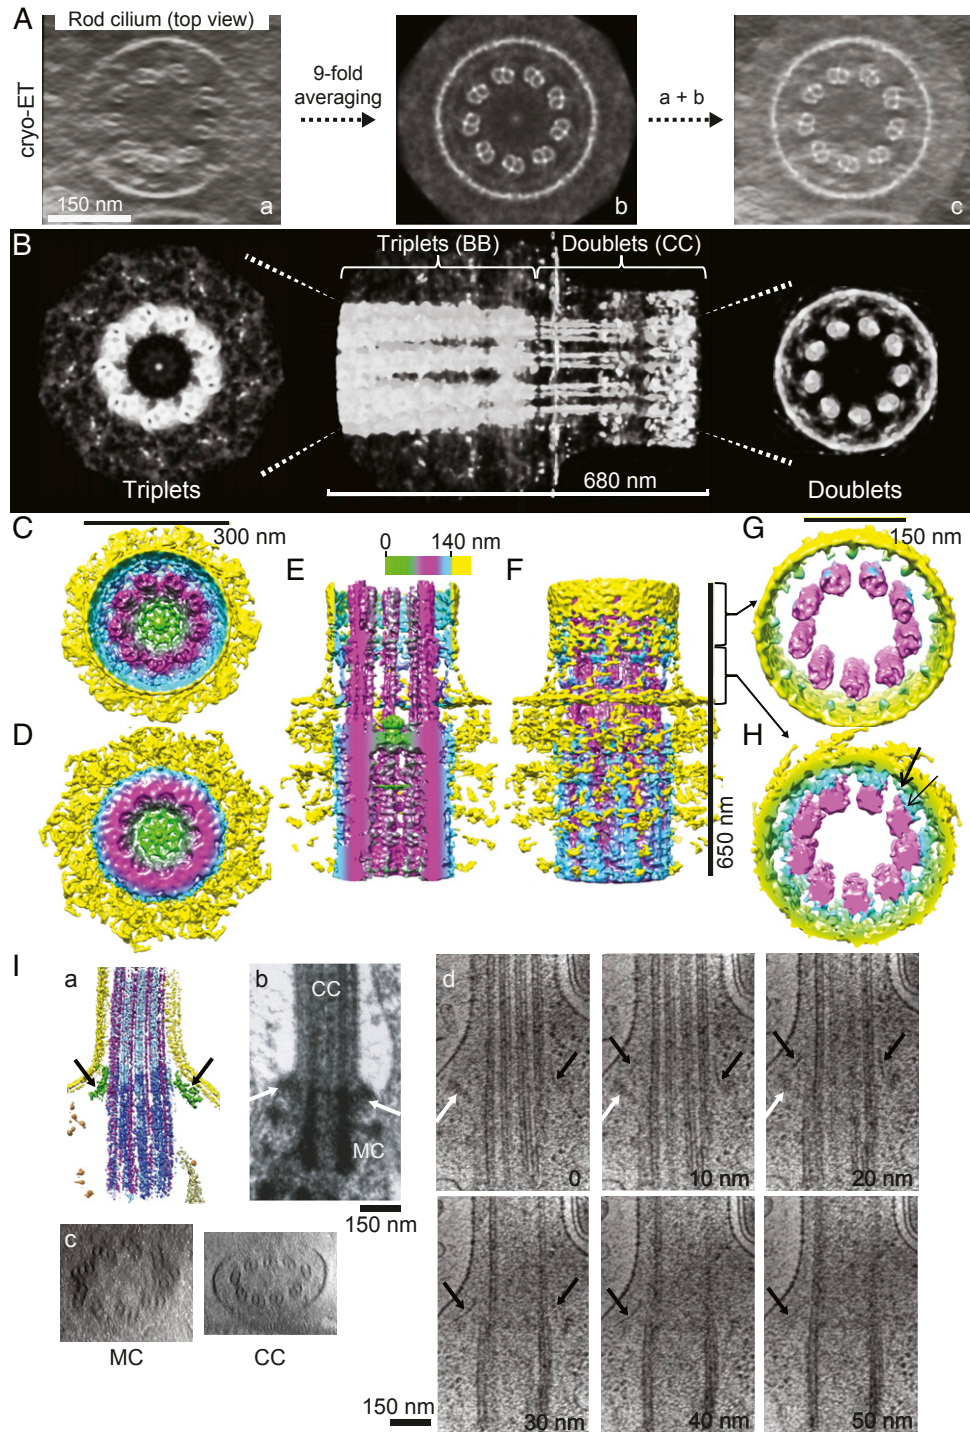 A
Rod cilium (top view)
cryo-ET
9-fold
averaging
a + b
150 nm
a
b
c
B
Triplets (BB)
Doublets (CC)
680 nm
Triplets
Doublets
C
300 nm
D
E
0
140 nm
F
650 nm
G
150 nm
H
I
a
b
CC
MC
150 nm
c
MC
CC
d
0
10 nm
20 nm
30 nm
40 nm
50 nm
150 nm